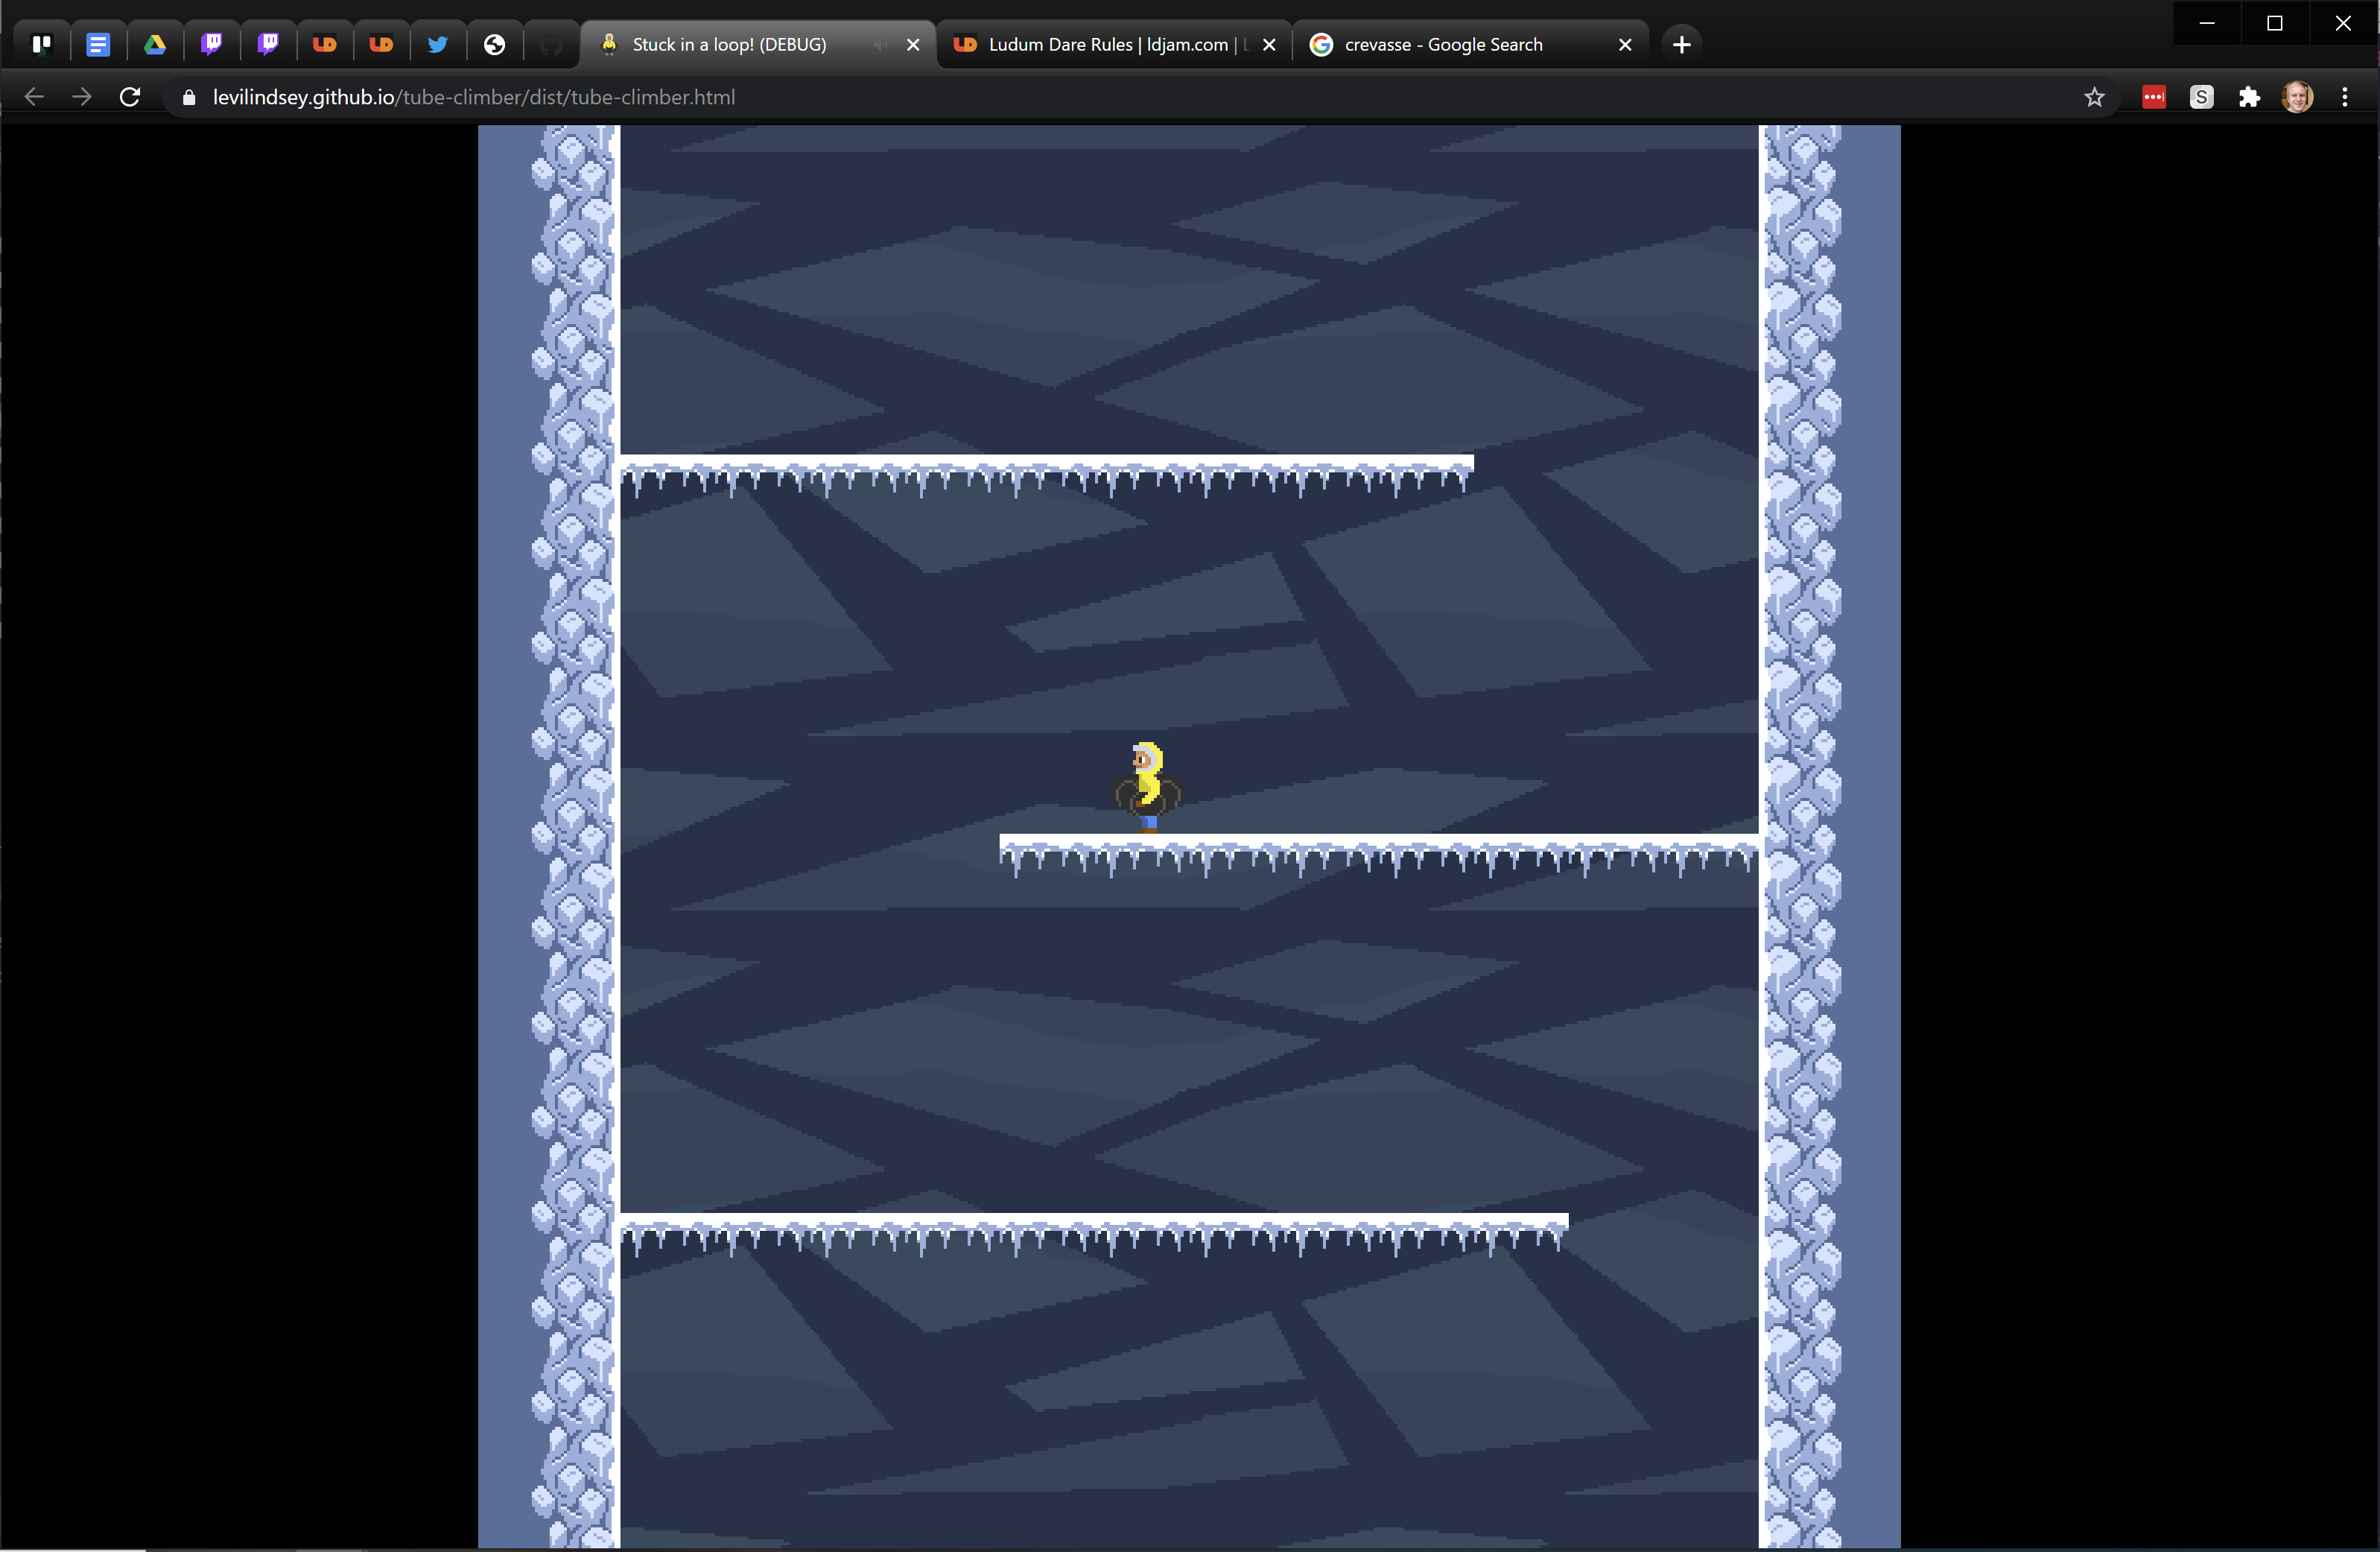 Stuck in a loop! (DEBUG)
Ludum Dare Rules | ldjam.com | L
crevasse - Google Search
levilindsey.github.io/tube-climber/dist/tube-climber.html